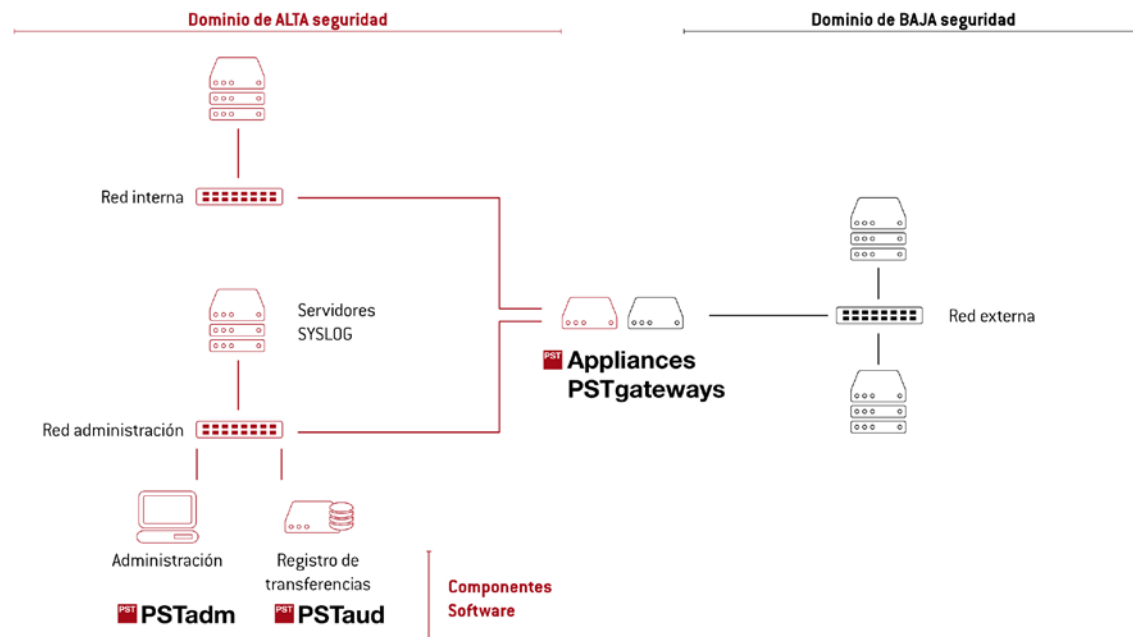 Dominio de ALTA seguridad
Dominio de BAJA seguridad
Red interna
Servidores
SYSLOG
Red externa
PST Appliances
PSTgateways
Red administración
Administración
Registro de
transferencias
PST PSTadm
PST PSTaud
Componentes
Software